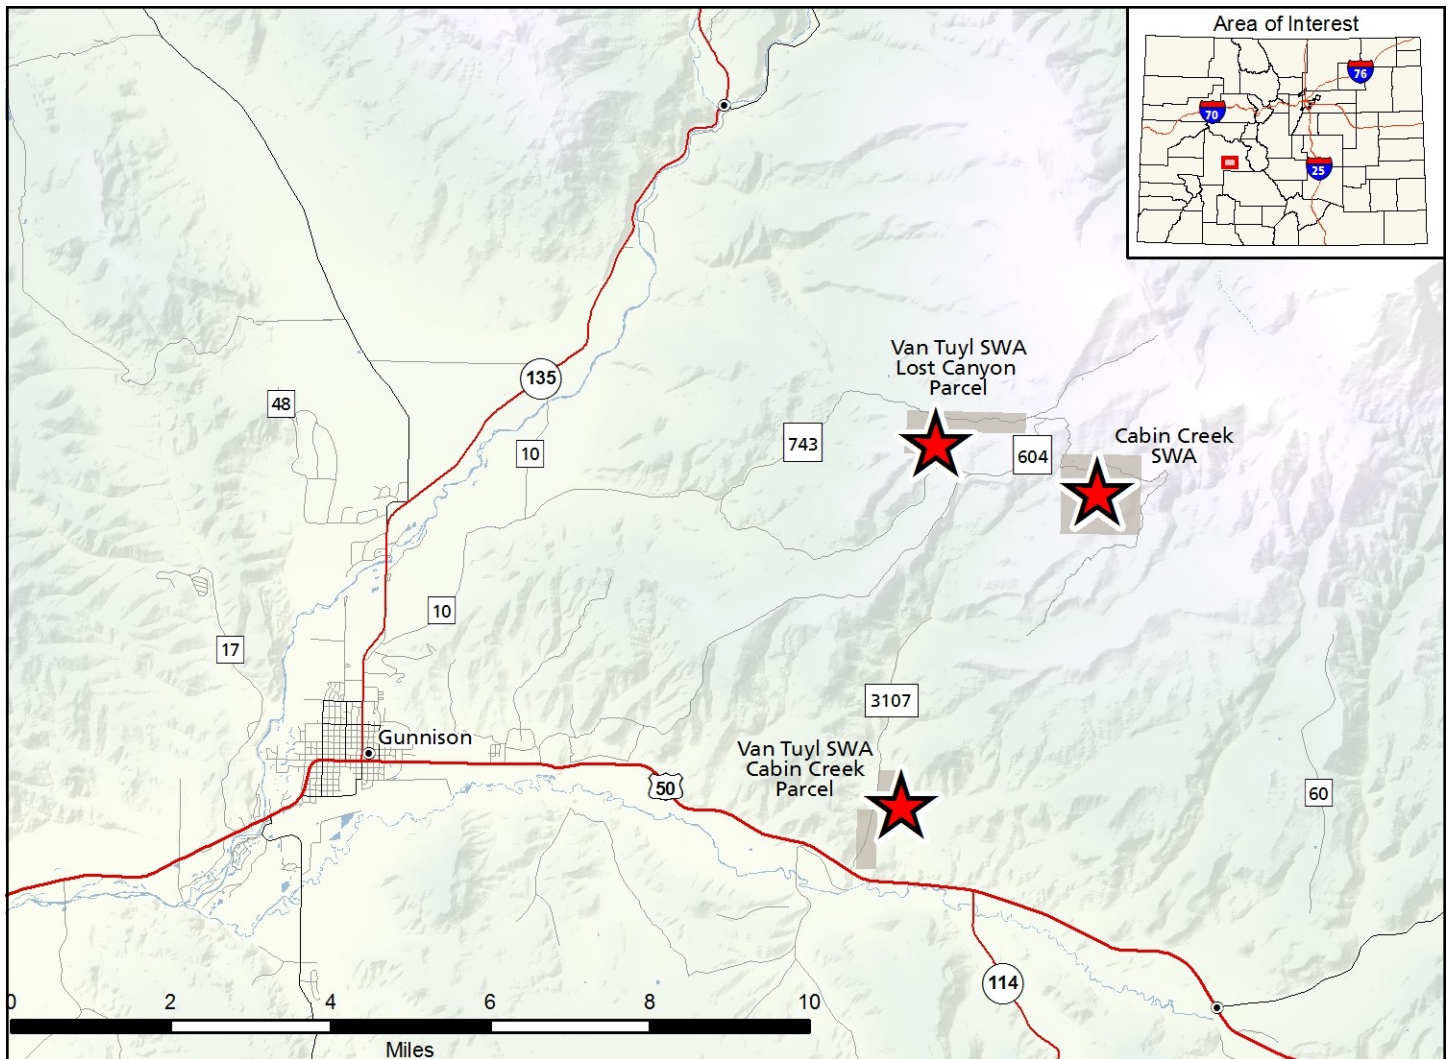 Area of Interest
76
70
25
135
48
Van Tuyl SWA
Lost Canyon
Parcel
743
10
604
Cabin Creek
SWA
10
17
3107
Gunnison
Van Tuyl SWA
Cabin Creek
Parcel
50
60
114
0 2 4 6 8 10
Miles